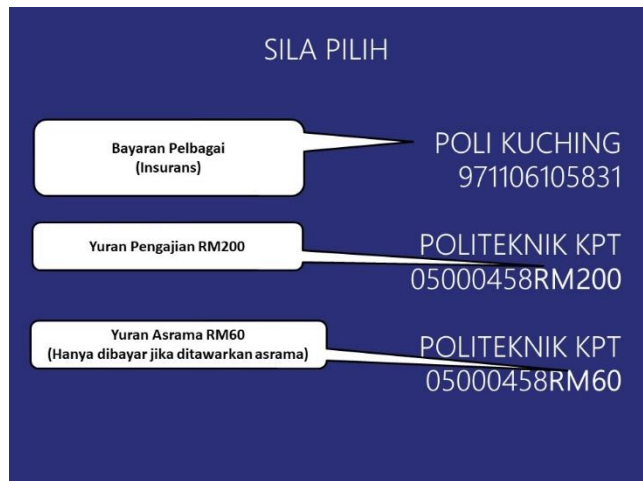 SILA PILIH
Bayaran Pelbagai
(Insurans)
POLI KUCHING
971106105831
Yuran Pengajian RM200
POLITEKNIK KPT
05000458RM200
Yuran Asrama RM60
(Hanya dibayar jika ditawarkan asrama)
POLITEKNIK KPT
05000458RM60